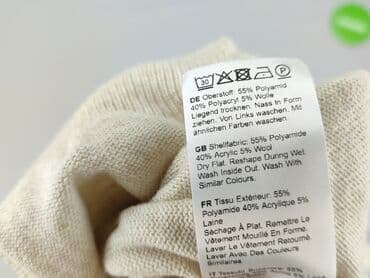 30
P
DE Oberstoff: 55% Polyamid
40% Polyacryl 5% Wolle
Liegend trocknen. Nass In Form
ziehen. Von Links waschen. Mit
ähnlichen Farben waschen
GB Shellfabric: 55% Polyamide
40% Acrylic 5% Wool
Dry Flat. Reshape During Wet.
Wash Inside Out. Wash With
Similar Colours.
FR Tissu Extérieur: 55%
Polyamide 40% Acrylique 5%
Laine
Séchage À Plat. Remettre Le
Vêtement Mouillé En Forme.
Laver Le Vêtement Retourné.
Laver Avec Des Couleurs
Similaires
IT Tessuto